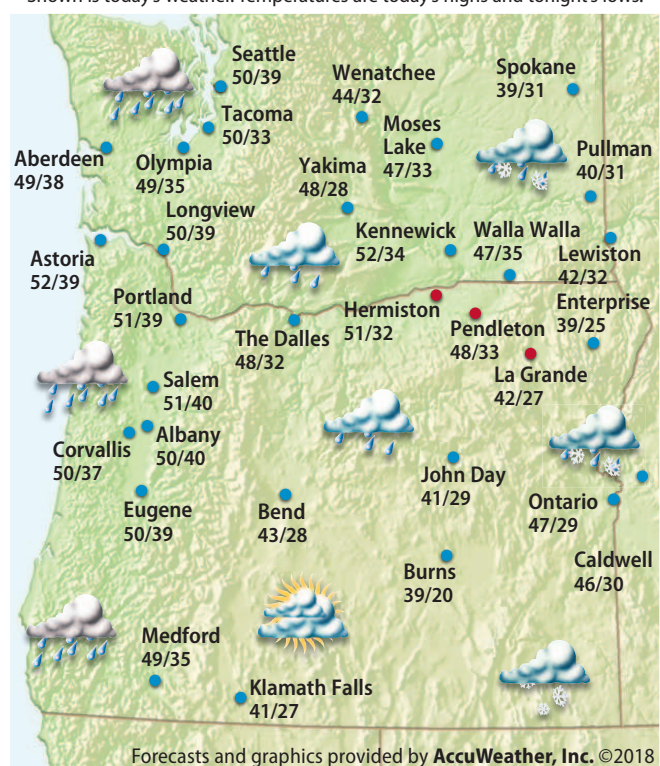 Shown is today's weather. Temperatures are today's highs and tonight's lows.
Seattle
50/39
Wenatchee
44/32
Spokane
39/31
Tacoma
50/33
Moses
Lake
47/33
Pullman
40/31
Aberdeen
49/38
Olympia
49/35
Yakima
48/28
Longview
50/39
Kennewick
52/34
Walla Walla
47/35
Lewiston
42/32
Astoria
52/39
Portland
51/39
The Dalles
48/32
Hermiston
51/32
Pendleton
48/33
Enterprise
39/25
La Grande
42/27
Salem
51/40
Albany
50/40
Corvallis
50/37
John Day
41/29
Eugene
50/39
Bend
43/28
Ontario
47/29
Caldwell
46/30
Burns
39/20
Medford
49/35
Klamath Falls
41/27
Forecasts and graphics provided by AccuWeather, Inc. ©2018